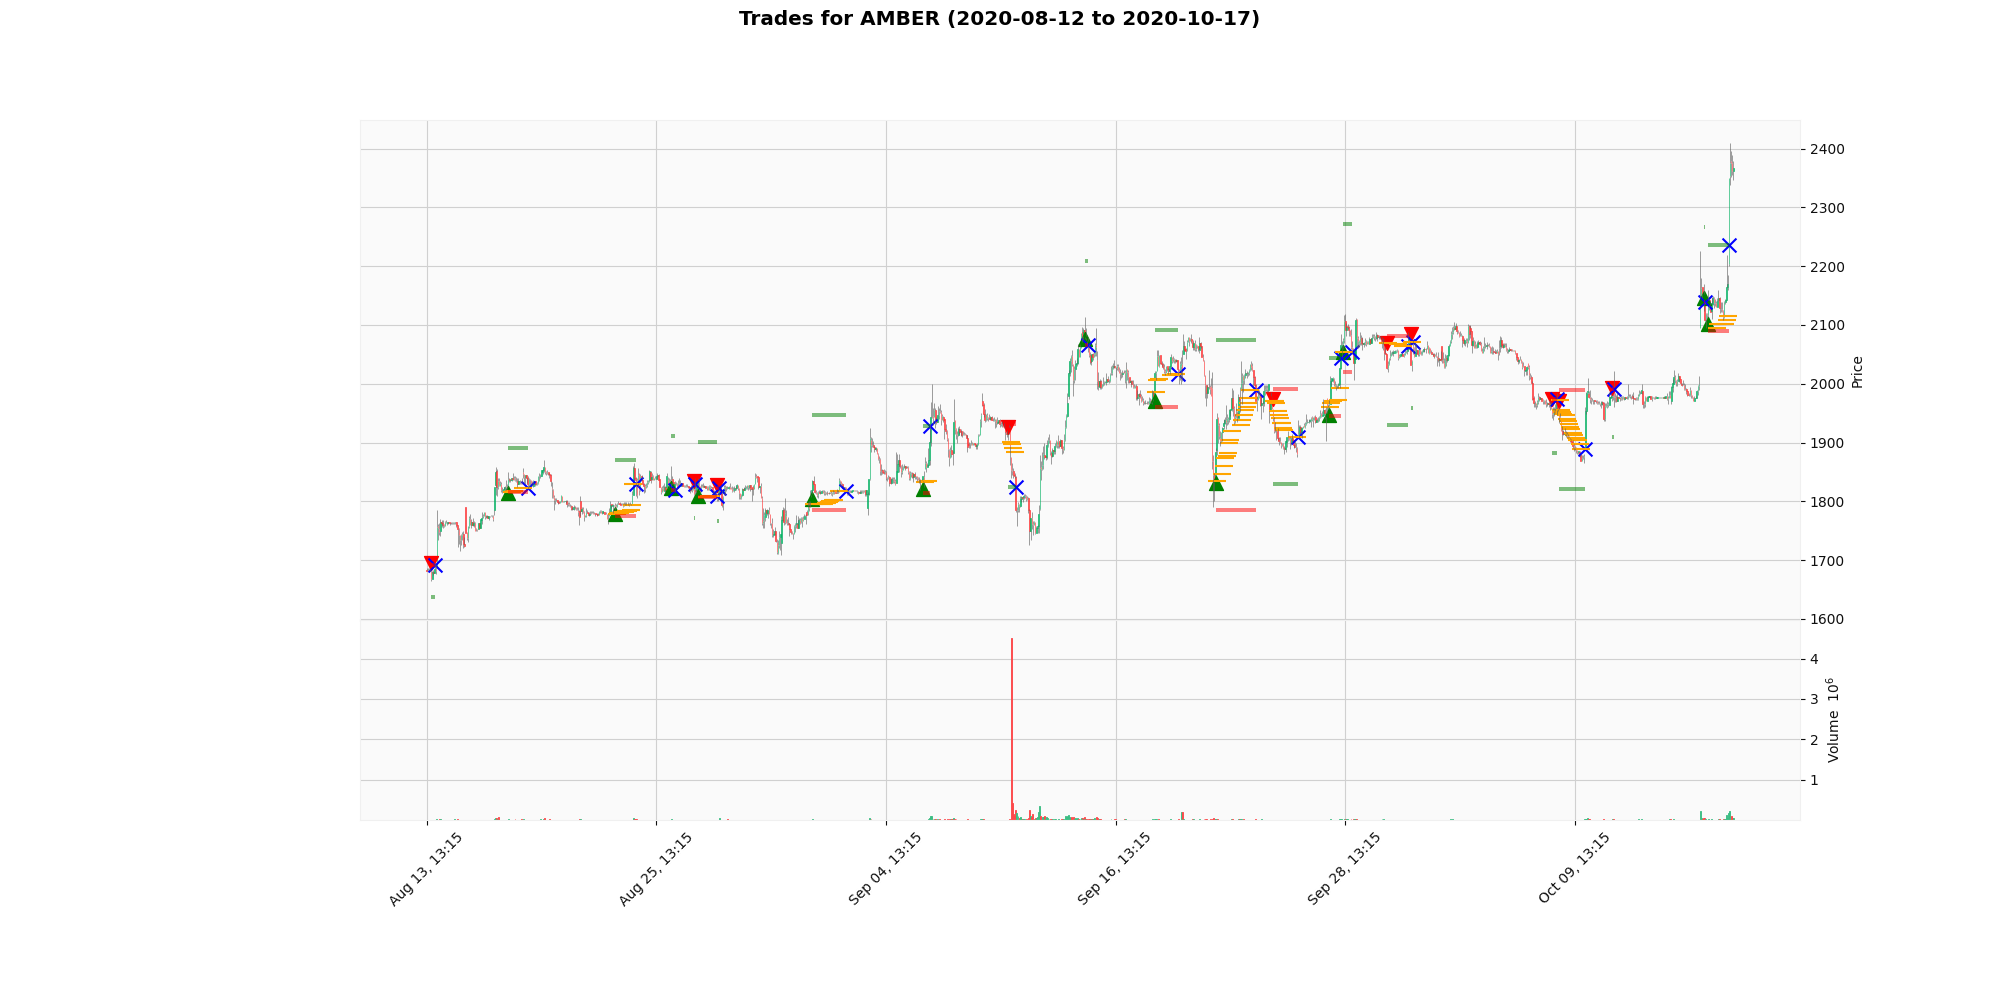 Trades for AMBER (2020-08-12 to 2020-10-17)
2400
2300
2200
2100
2000
1900
1800
1700
1600
Price
4
3
2
1
Volume 10⁶
Aug 13, 13:15
Aug 25, 13:15
Sep 04, 13:15
Sep 16, 13:15
Sep 28, 13:15
Oct 09, 13:15